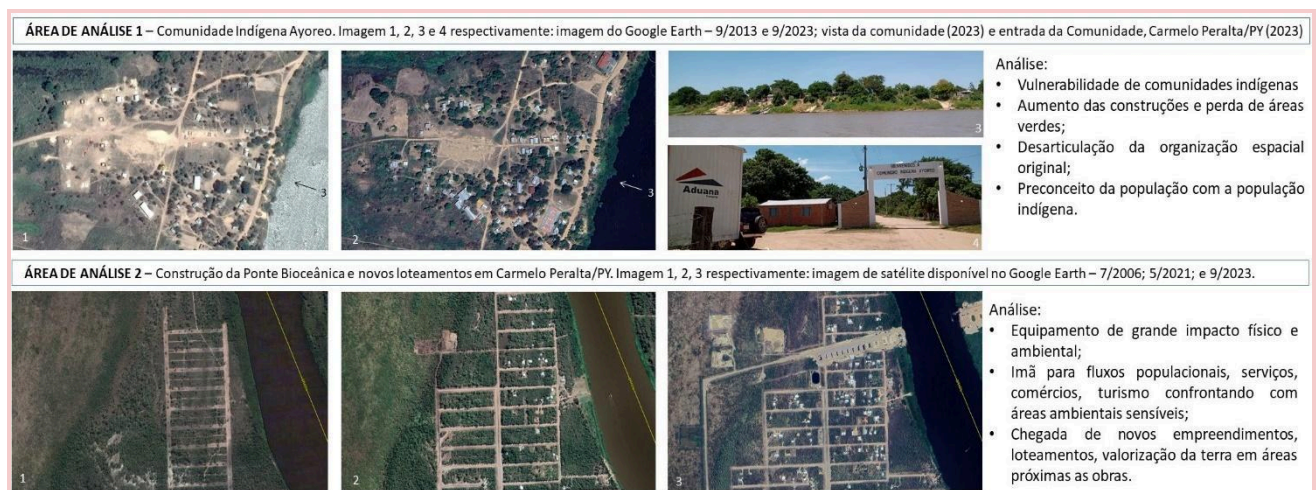 ÁREA DE ANÁLISE 1 – Comunidade Indígena Ayoreo. Imagem 1, 2, 3 e 4 respectivamente: imagem do Google Earth – 9/2013 e 9/2023; vista da comunidade (2023) e entrada da Comunidade, Carmelo Peralta/PY (2023)
1
3
2
3
3
Aduana
COMUNIDAD INDIGENA AYOREO
4
Análise:
• Vulnerabilidade de comunidades indígenas
• Aumento das construções e perda de áreas
verdes;
• Desarticulação da organização espacial
original;
• Preconceito da população com a população
indígena.
ÁREA DE ANÁLISE 2 – Construção da Ponte Bioceânica e novos loteamentos em Carmelo Peralta/PY. Imagem 1, 2, 3 respectivamente: imagem de satélite disponível no Google Earth – 7/2006; 5/2021; e 9/2023.
1
2
3
Análise:
• Equipamento de grande impacto físico e
ambiental;
• Imã para fluxos populacionais, serviços,
comércios, turismo confrontando com
áreas ambientais sensíveis;
• Chegada de novos empreendimentos,
loteamentos, valorização da terra em áreas
próximas as obras.